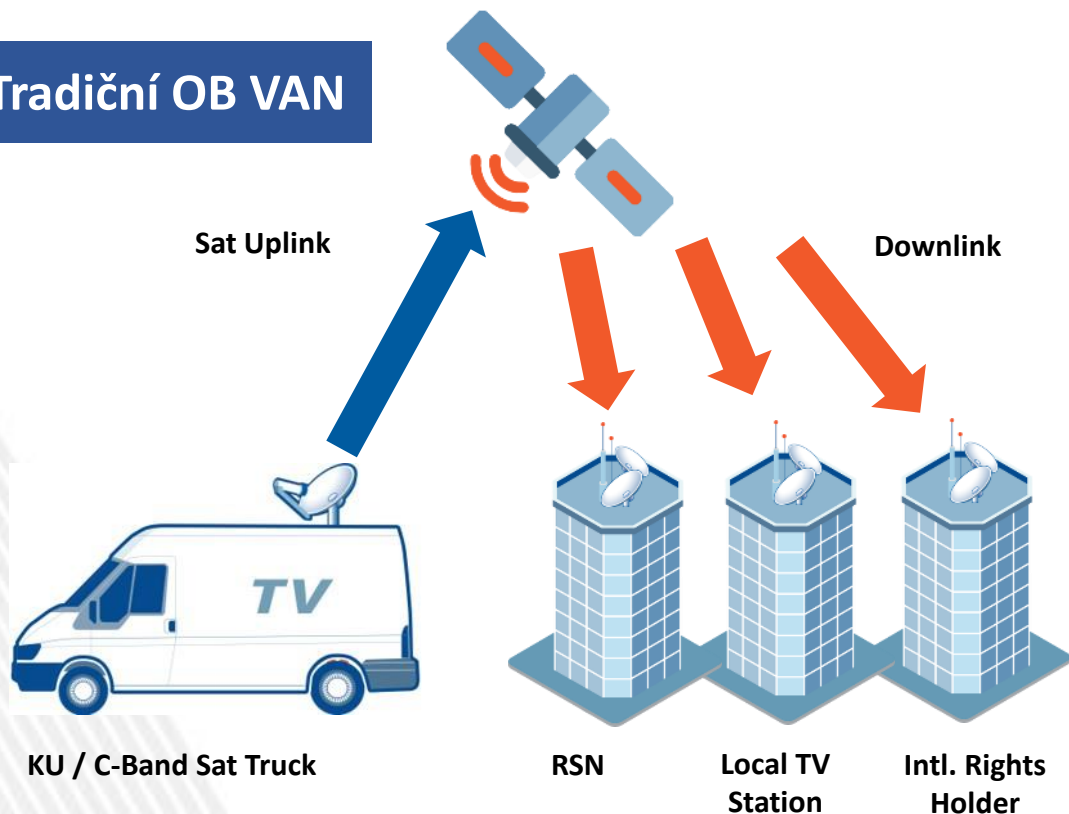 Tradiční OB VAN
Sat Uplink
Downlink
TV
KU / C-Band Sat Truck
RSN
Local TV
Station
Intl. Rights
Holder